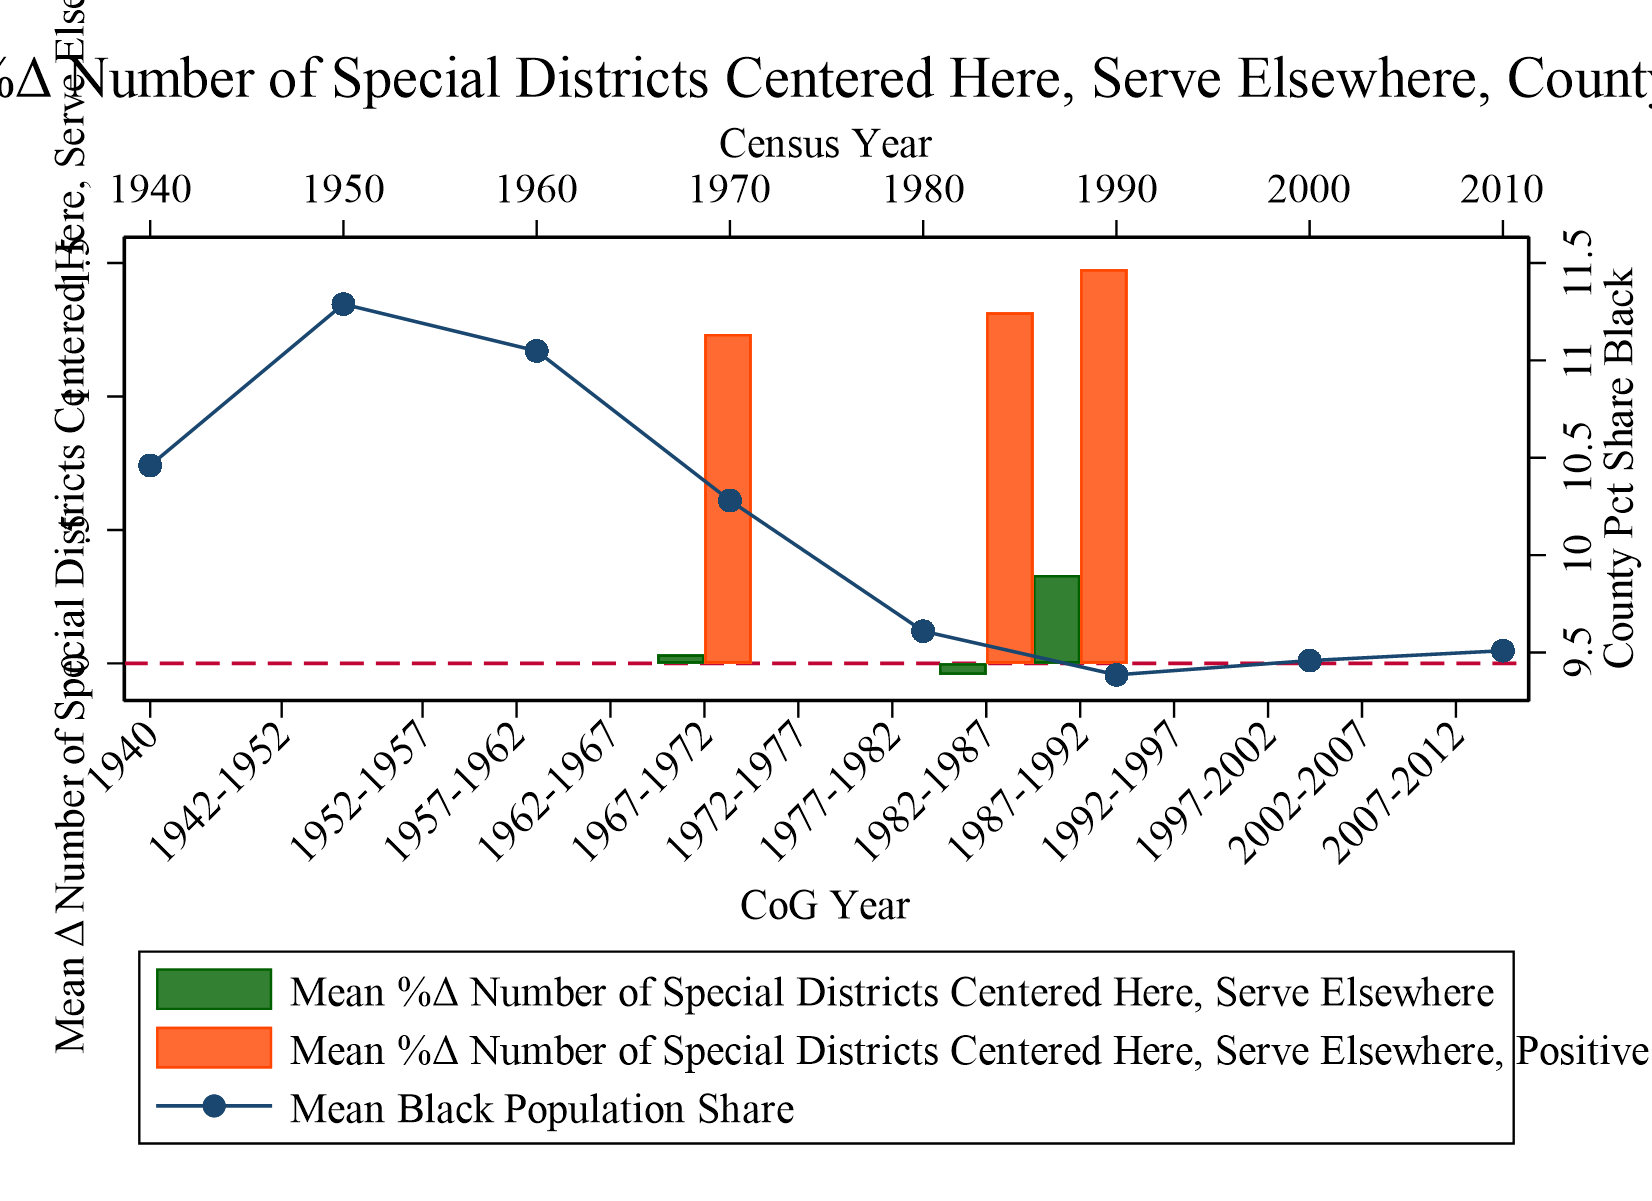 %Δ Number of Special Districts Centered Here, Serve Elsewhere, County
Census Year
1940 1950 1960 1970 1980 1990 2000 2010
Mean Δ Number of Special Districts Centered Here, Serve Else
0 .5 1 1.5
9.5 10 10.5 11 11.5
County Pct Share Black
1940 1942-1952 1952-1957 1957-1962 1962-1967 1967-1972 1972-1977 1977-1982 1982-1987 1987-1992 1992-1997 1997-2002 2002-2007 2007-2012
CoG Year
Mean %Δ Number of Special Districts Centered Here, Serve Elsewhere
Mean %Δ Number of Special Districts Centered Here, Serve Elsewhere, Positive
Mean Black Population Share